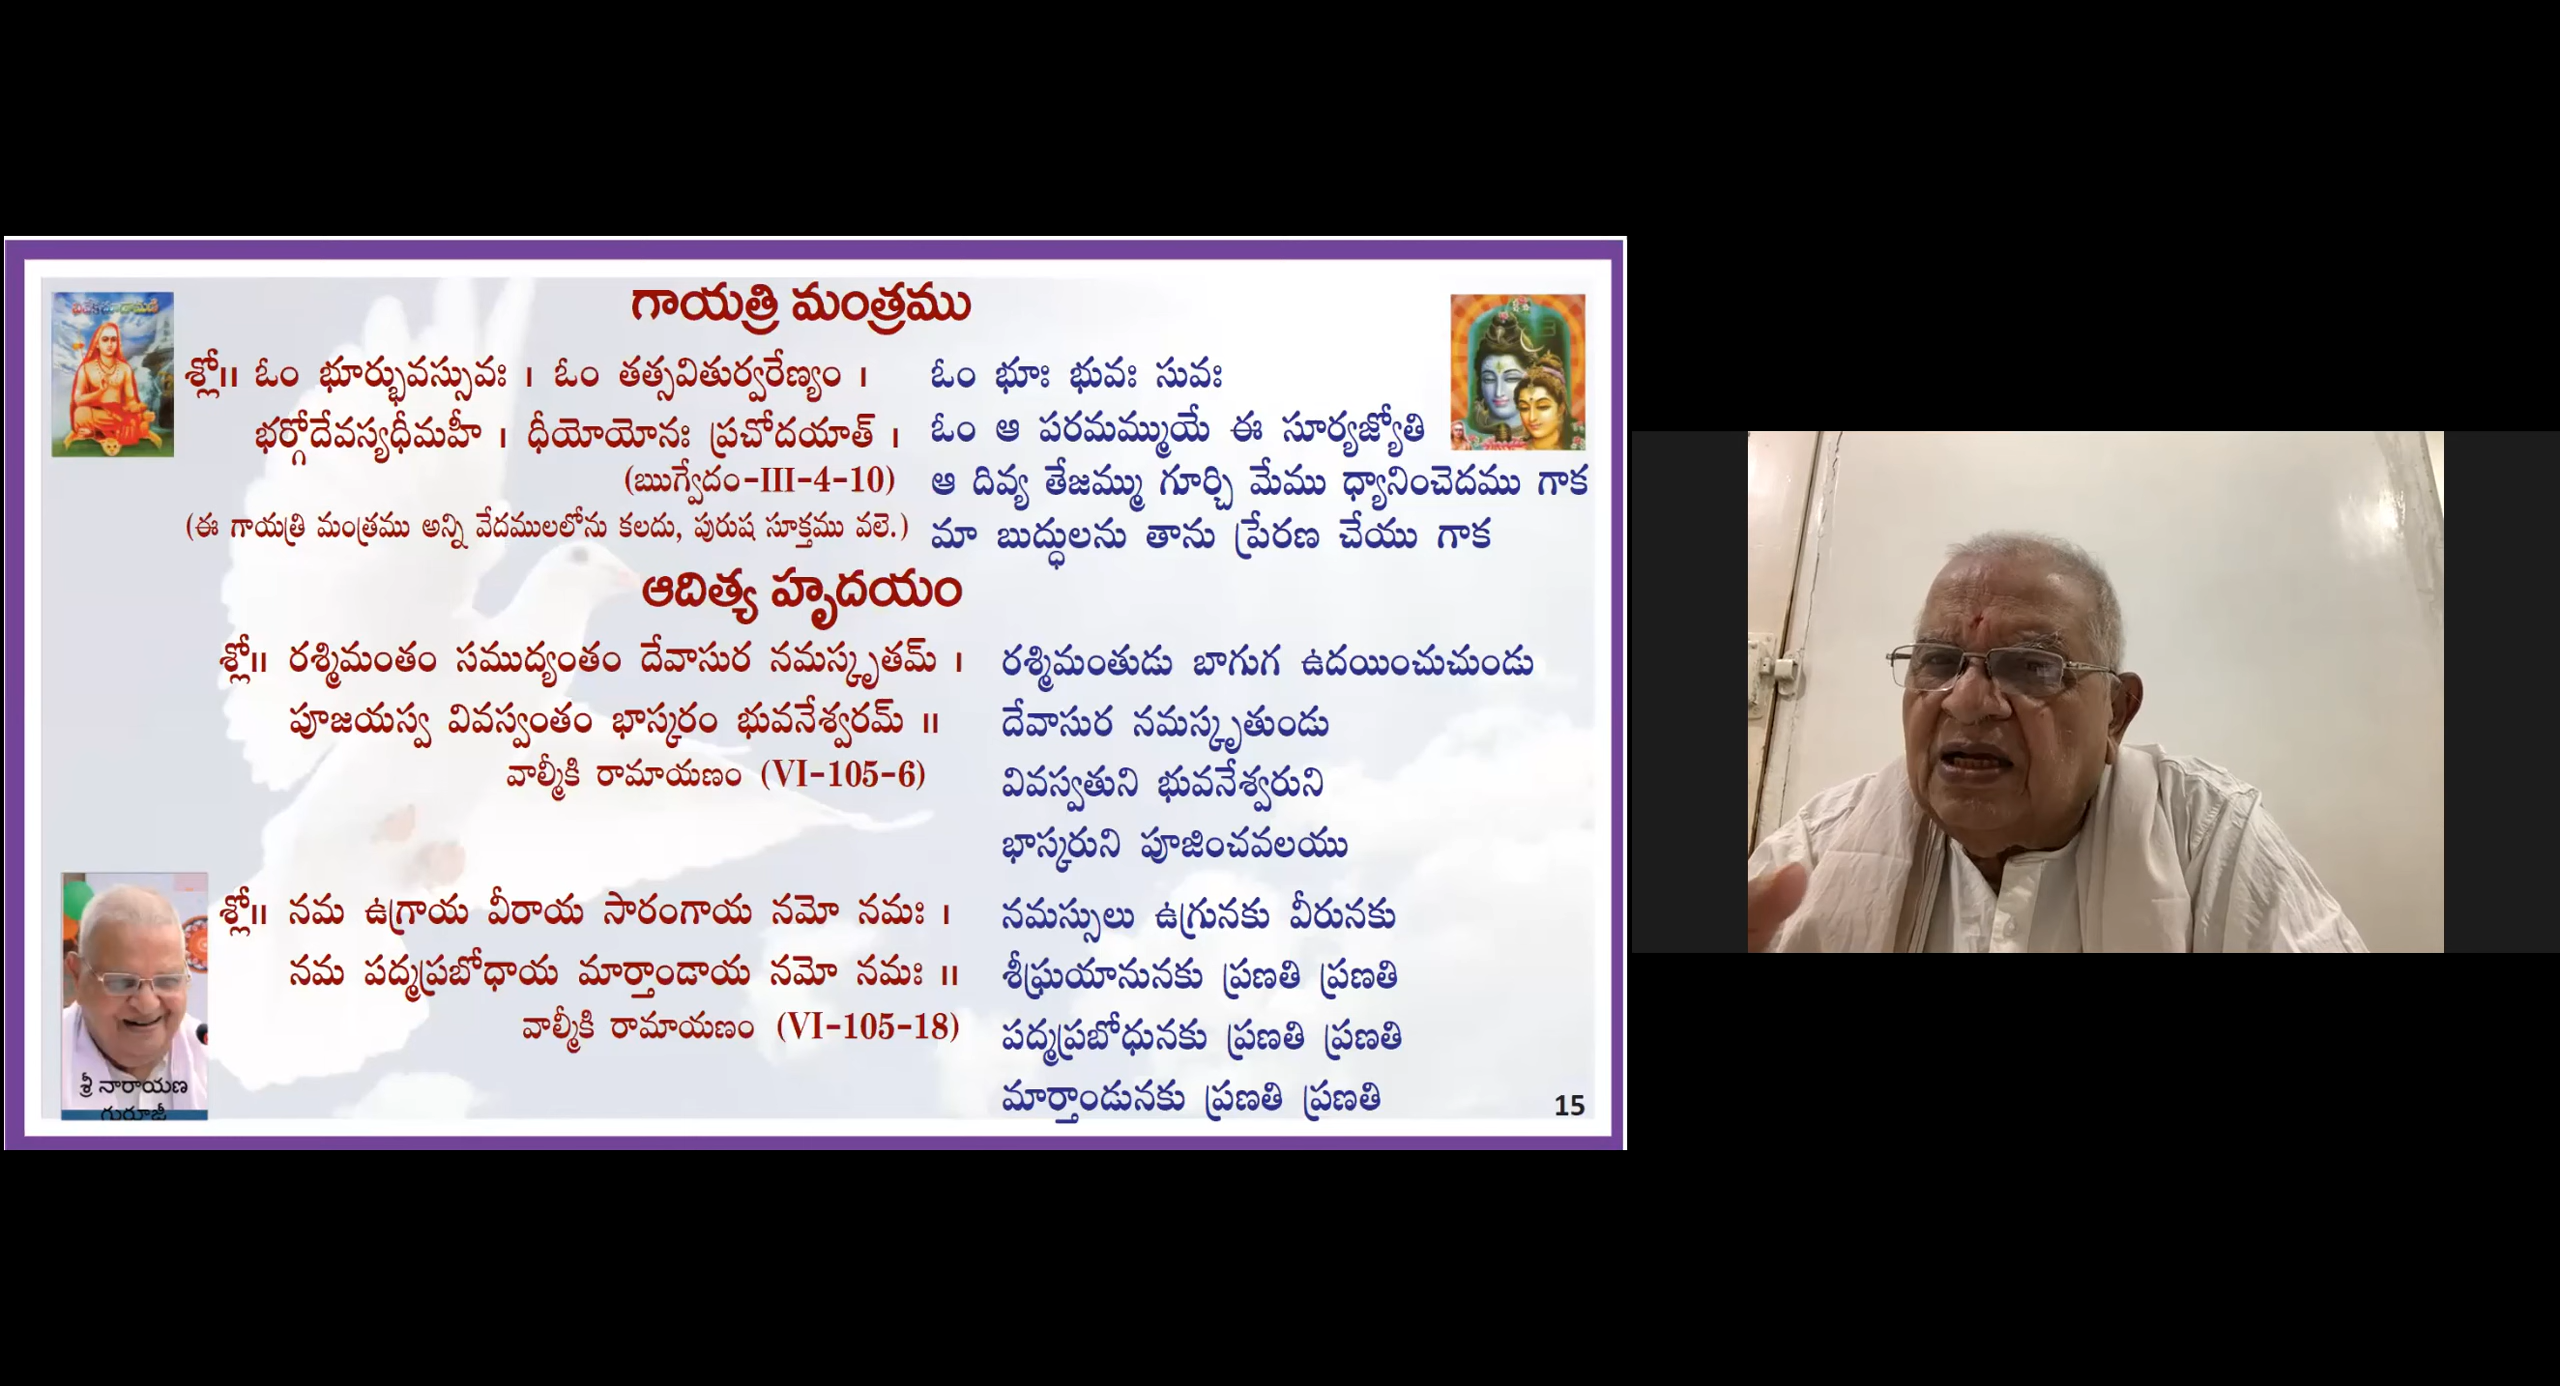 గాయత్రి మంత్రము
శ్లో॥ ఓం భూర్భువస్సువః । ఓం తత్సవితుర్వరేణ్యం ।
భర్గోదేవస్యధీమహీ । ధీయోయోనః ప్రచోదయాత్ ।
(ఋగ్వేదం-III-4-10)
(ఈ గాయత్రి మంత్రము అన్ని వేదములలోను కలదు, పురుష సూక్తము వలె.)
ఓం భూః భువః సువః
ఓం ఆ పరమమ్ముయే ఈ సూర్యజ్యోతి
ఆ దివ్య తేజమ్ము గూర్చి మేము ధ్యానించెదము గాక
మా బుద్ధులను తాను ప్రేరణ చేయు గాక
ఆదిత్య హృదయం
శ్లో॥ రశ్మిమంతం సముద్యంతం దేవాసుర నమస్కృతమ్ ।
పూజయస్వ వివస్వంతం భాస్కరం భువనేశ్వరమ్ ॥
వాల్మీకి రామాయణం (VI-105-6)
రశ్మిమంతుడు బాగుగ ఉదయించుచుండు
దేవాసుర నమస్కృతుండు
వివస్వతుని భువనేశ్వరుని
భాస్కరుని పూజించవలయు
శ్లో॥ నమ ఉగ్రాయ వీరాయ సారంగాయ నమో నమః ।
నమ పద్మప్రబోధాయ మార్తాండాయ నమో నమః ॥
వాల్మీకి రామాయణం (VI-105-18)
నమస్సులు ఉగ్రునకు వీరునకు
శీఘ్రయానునకు ప్రణతి ప్రణతి
పద్మప్రబోధునకు ప్రణతి ప్రణతి
మార్తాండునకు ప్రణతి ప్రణతి
శ్రీ నారాయణ
గురూజీ
15